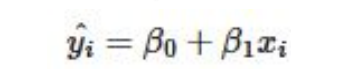 ŷᵢ = β₀ + β₁xᵢ